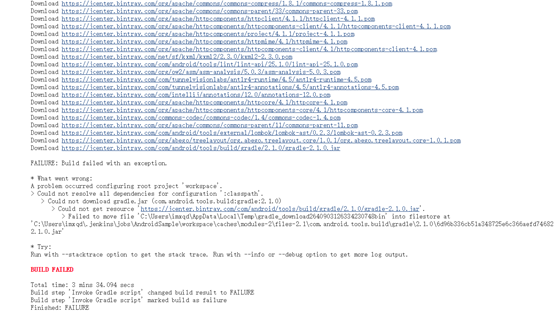 Download https://jcenter.bintray.com/org/apache/commons/commons-compress/1.8.1/commons-compress-1.8.1.pom
Download https://jcenter.bintray.com/org/apache/commons/commons-parent/33/commons-parent-33.pom
Download https://jcenter.bintray.com/org/apache/httpcomponents/httpclient/4.1.1/httpclient-4.1.1.pom
Download https://jcenter.bintray.com/org/apache/httpcomponents/httpcomponents-client/4.1.1/httpcomponents-client-4.1.1.pom
Download https://jcenter.bintray.com/org/apache/httpcomponents/project/4.1.1/project-4.1.1.pom
Download https://jcenter.bintray.com/org/apache/httpcomponents/httpmime/4.1/httpmime-4.1.pom
Download https://jcenter.bintray.com/org/apache/httpcomponents/httpcomponents-client/4.1/httpcomponents-client-4.1.pom
Download https://jcenter.bintray.com/net/sf/kxml/kxml2/2.3.0/kxml2-2.3.0.pom
Download https://jcenter.bintray.com/com/android/tools/lint/lint-api/25.1.0/lint-api-25.1.0.pom
Download https://jcenter.bintray.com/org/ow2/asm/asm-analysis/5.0.3/asm-analysis-5.0.3.pom
Download https://jcenter.bintray.com/com/tunnelvisionlabs/antlr4-runtime/4.5/antlr4-runtime-4.5.pom
Download https://jcenter.bintray.com/com/tunnelvisionlabs/antlr4-annotations/4.5/antlr4-annotations-4.5.pom
Download https://jcenter.bintray.com/com/intellij/annotations/12.0/annotations-12.0.pom
Download https://jcenter.bintray.com/org/apache/httpcomponents/httpcore/4.1/httpcore-4.1.pom
Download https://jcenter.bintray.com/org/apache/httpcomponents/httpcomponents-core/4.1/httpcomponents-core-4.1.pom
Download https://jcenter.bintray.com/commons-codec/commons-codec/1.4/commons-codec-1.4.pom
Download https://jcenter.bintray.com/org/apache/commons/commons-parent/11/commons-parent-11.pom
Download https://jcenter.bintray.com/com/android/tools/external/lombok/lombok-ast/0.2.3/lombok-ast-0.2.3.pom
Download https://jcenter.bintray.com/org/abego/treelayout/org.abego.treelayout.core/1.0.1/org.abego.treelayout.core-1.0.1.pom
Download https://jcenter.bintray.com/com/android/tools/build/gradle/2.1.0/gradle-2.1.0.jar
FAILURE: Build failed with an exception.
* What went wrong:
A problem occurred configuring root project 'workspace'.
> Could not resolve all dependencies for configuration ':classpath'.
> Could not download gradle.jar (com.android.tools.build:gradle:2.1.0)
> Could not get resource 'https://jcenter.bintray.com/com/android/tools/build/gradle/2.1.0/gradle-2.1.0.jar'.
> Failed to move file 'C:\Users\imxqd\AppData\Local\Temp\gradle_download2640903126334230748bin' into filestore at
'C:\Users\imxqd\.jenkins\jobs\AndroidSample\workspace\caches\modules-2\files-2.1\com.android.tools.build\gradle\2.1.0\
2.1.0.jar'
* Try:
Run with --stacktrace option to get the stack trace. Run with --info or --debug option to get more log output.
BUILD FAILED
Total time: 3 mins 34.094 secs
Build step 'Invoke Gradle script' changed build result to FAILURE
Build step 'Invoke Gradle script' marked build as failure
Finished: FAILURE